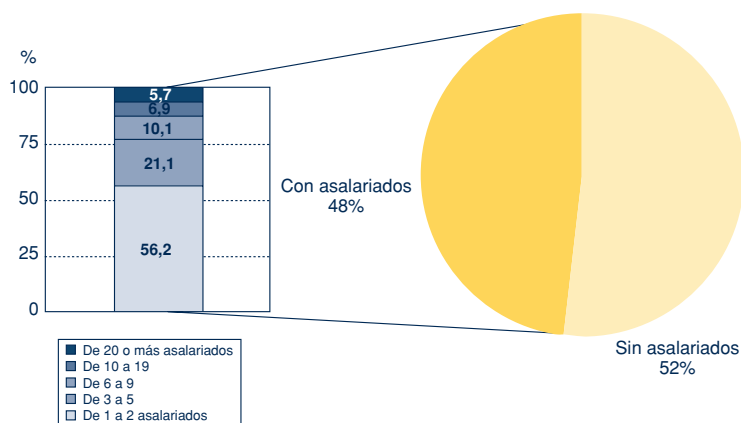 %
100
75
50
25
0
5,7
6,9
10,1
21,1
56,2
Con asalariados
48%
Sin asalariados
52%
De 20 o más asalariados
De 10 a 19
De 6 a 9
De 3 a 5
De 1 a 2 asalariados